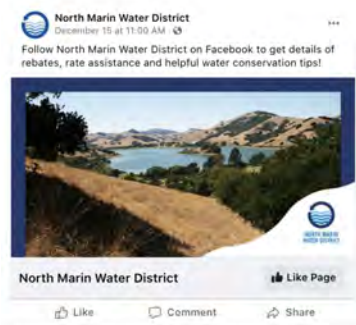 North Marin Water District
December 15 at 11:00 AM ·
Follow North Marin Water District on Facebook to get details of
rebates, rate assistance and helpful water conservation tips!
NORTH MARIN
WATER DISTRICT
North Marin Water District
Like Page
Like
Comment
Share